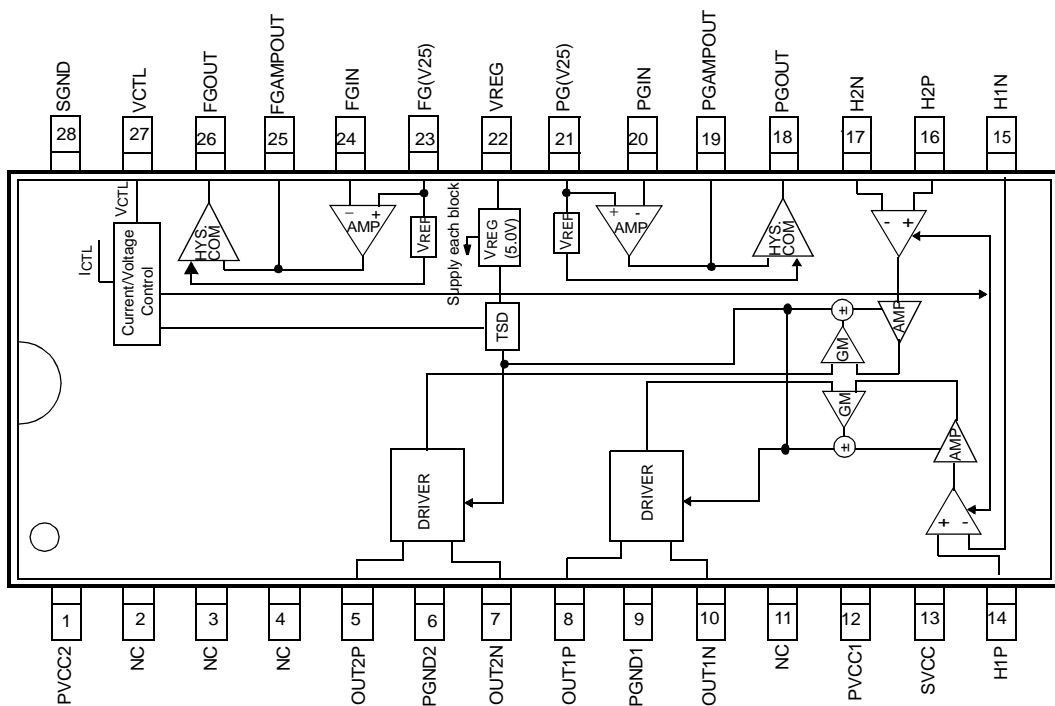 SGND
VCTL
FGOUT
FGAMPOUT
FGIN
FG(V25)
VREG
PG(V25)
PGIN
PGAMPOUT
PGOUT
H2N
H2P
H1N
28
27
26
25
24
23
22
21
20
19
18
17
16
15
VCTL
ICTL
Current/Voltage
Control
HYS.
COM
- +
AMP
VREF
Supply each block
VREG
(5.0V)
VREF
+ -
AMP
HYS.
COM
- +
TSD
±
AMP
GM
GM
±
AMP
DRIVER
DRIVER
+ -
1
2
3
4
5
6
7
8
9
10
11
12
13
14
PVCC2
NC
NC
NC
OUT2P
PGND2
OUT2N
OUT1P
PGND1
OUT1N
NC
PVCC1
SVCC
H1P